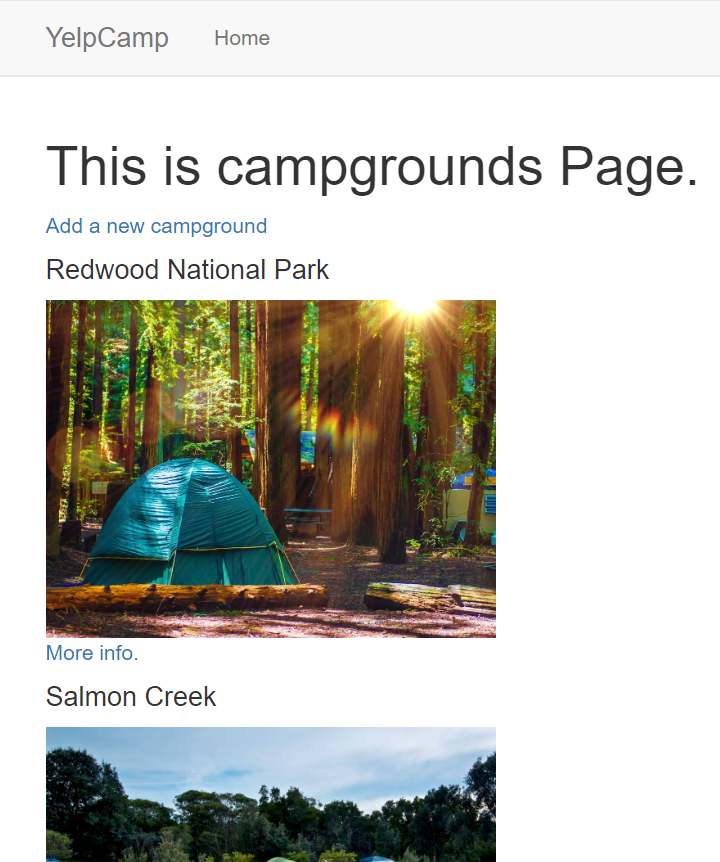 YelpCamp Home
This is campgrounds Page.
Add a new campground
Redwood National Park
More info.
Salmon Creek